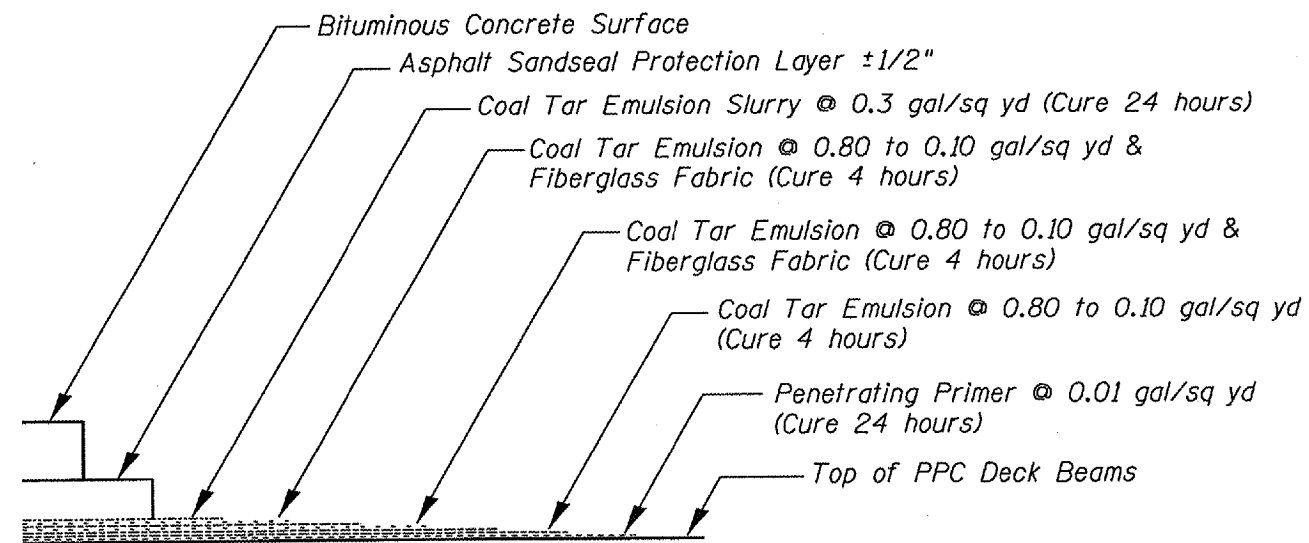 Bituminous Concrete Surface
Asphalt Sandseal Protection Layer ±1/2"
Coal Tar Emulsion Slurry @ 0.3 gal/sq yd (Cure 24 hours)
Coal Tar Emulsion @ 0.80 to 0.10 gal/sq yd &
Fiberglass Fabric (Cure 4 hours)
Coal Tar Emulsion @ 0.80 to 0.10 gal/sq yd &
Fiberglass Fabric (Cure 4 hours)
Coal Tar Emulsion @ 0.80 to 0.10 gal/sq yd
(Cure 4 hours)
Penetrating Primer @ 0.01 gal/sq yd
(Cure 24 hours)
Top of PPC Deck Beams